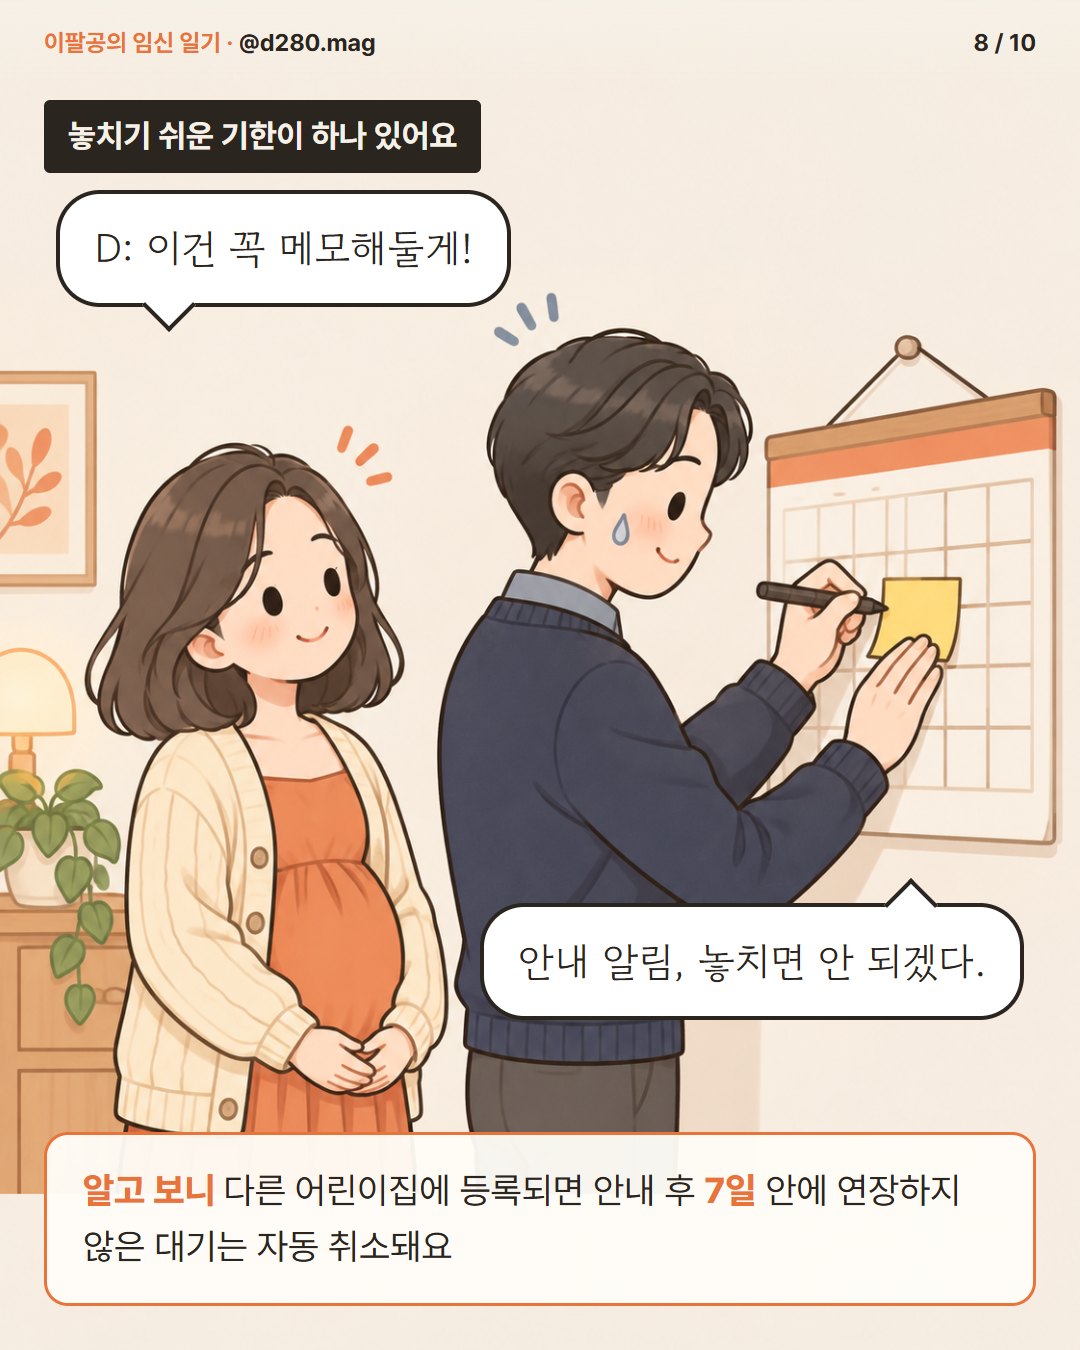 이팔공의 임신 일기 · @d280.mag
8 / 10
놓치기 쉬운 기한이 하나 있어요
D: 이건 꼭 메모해둘게!
안내 알림, 놓치면 안 되겠다.
알고 보니 다른 어린이집에 등록되면 안내 후 7일 안에 연장하지
않은 대기는 자동 취소돼요